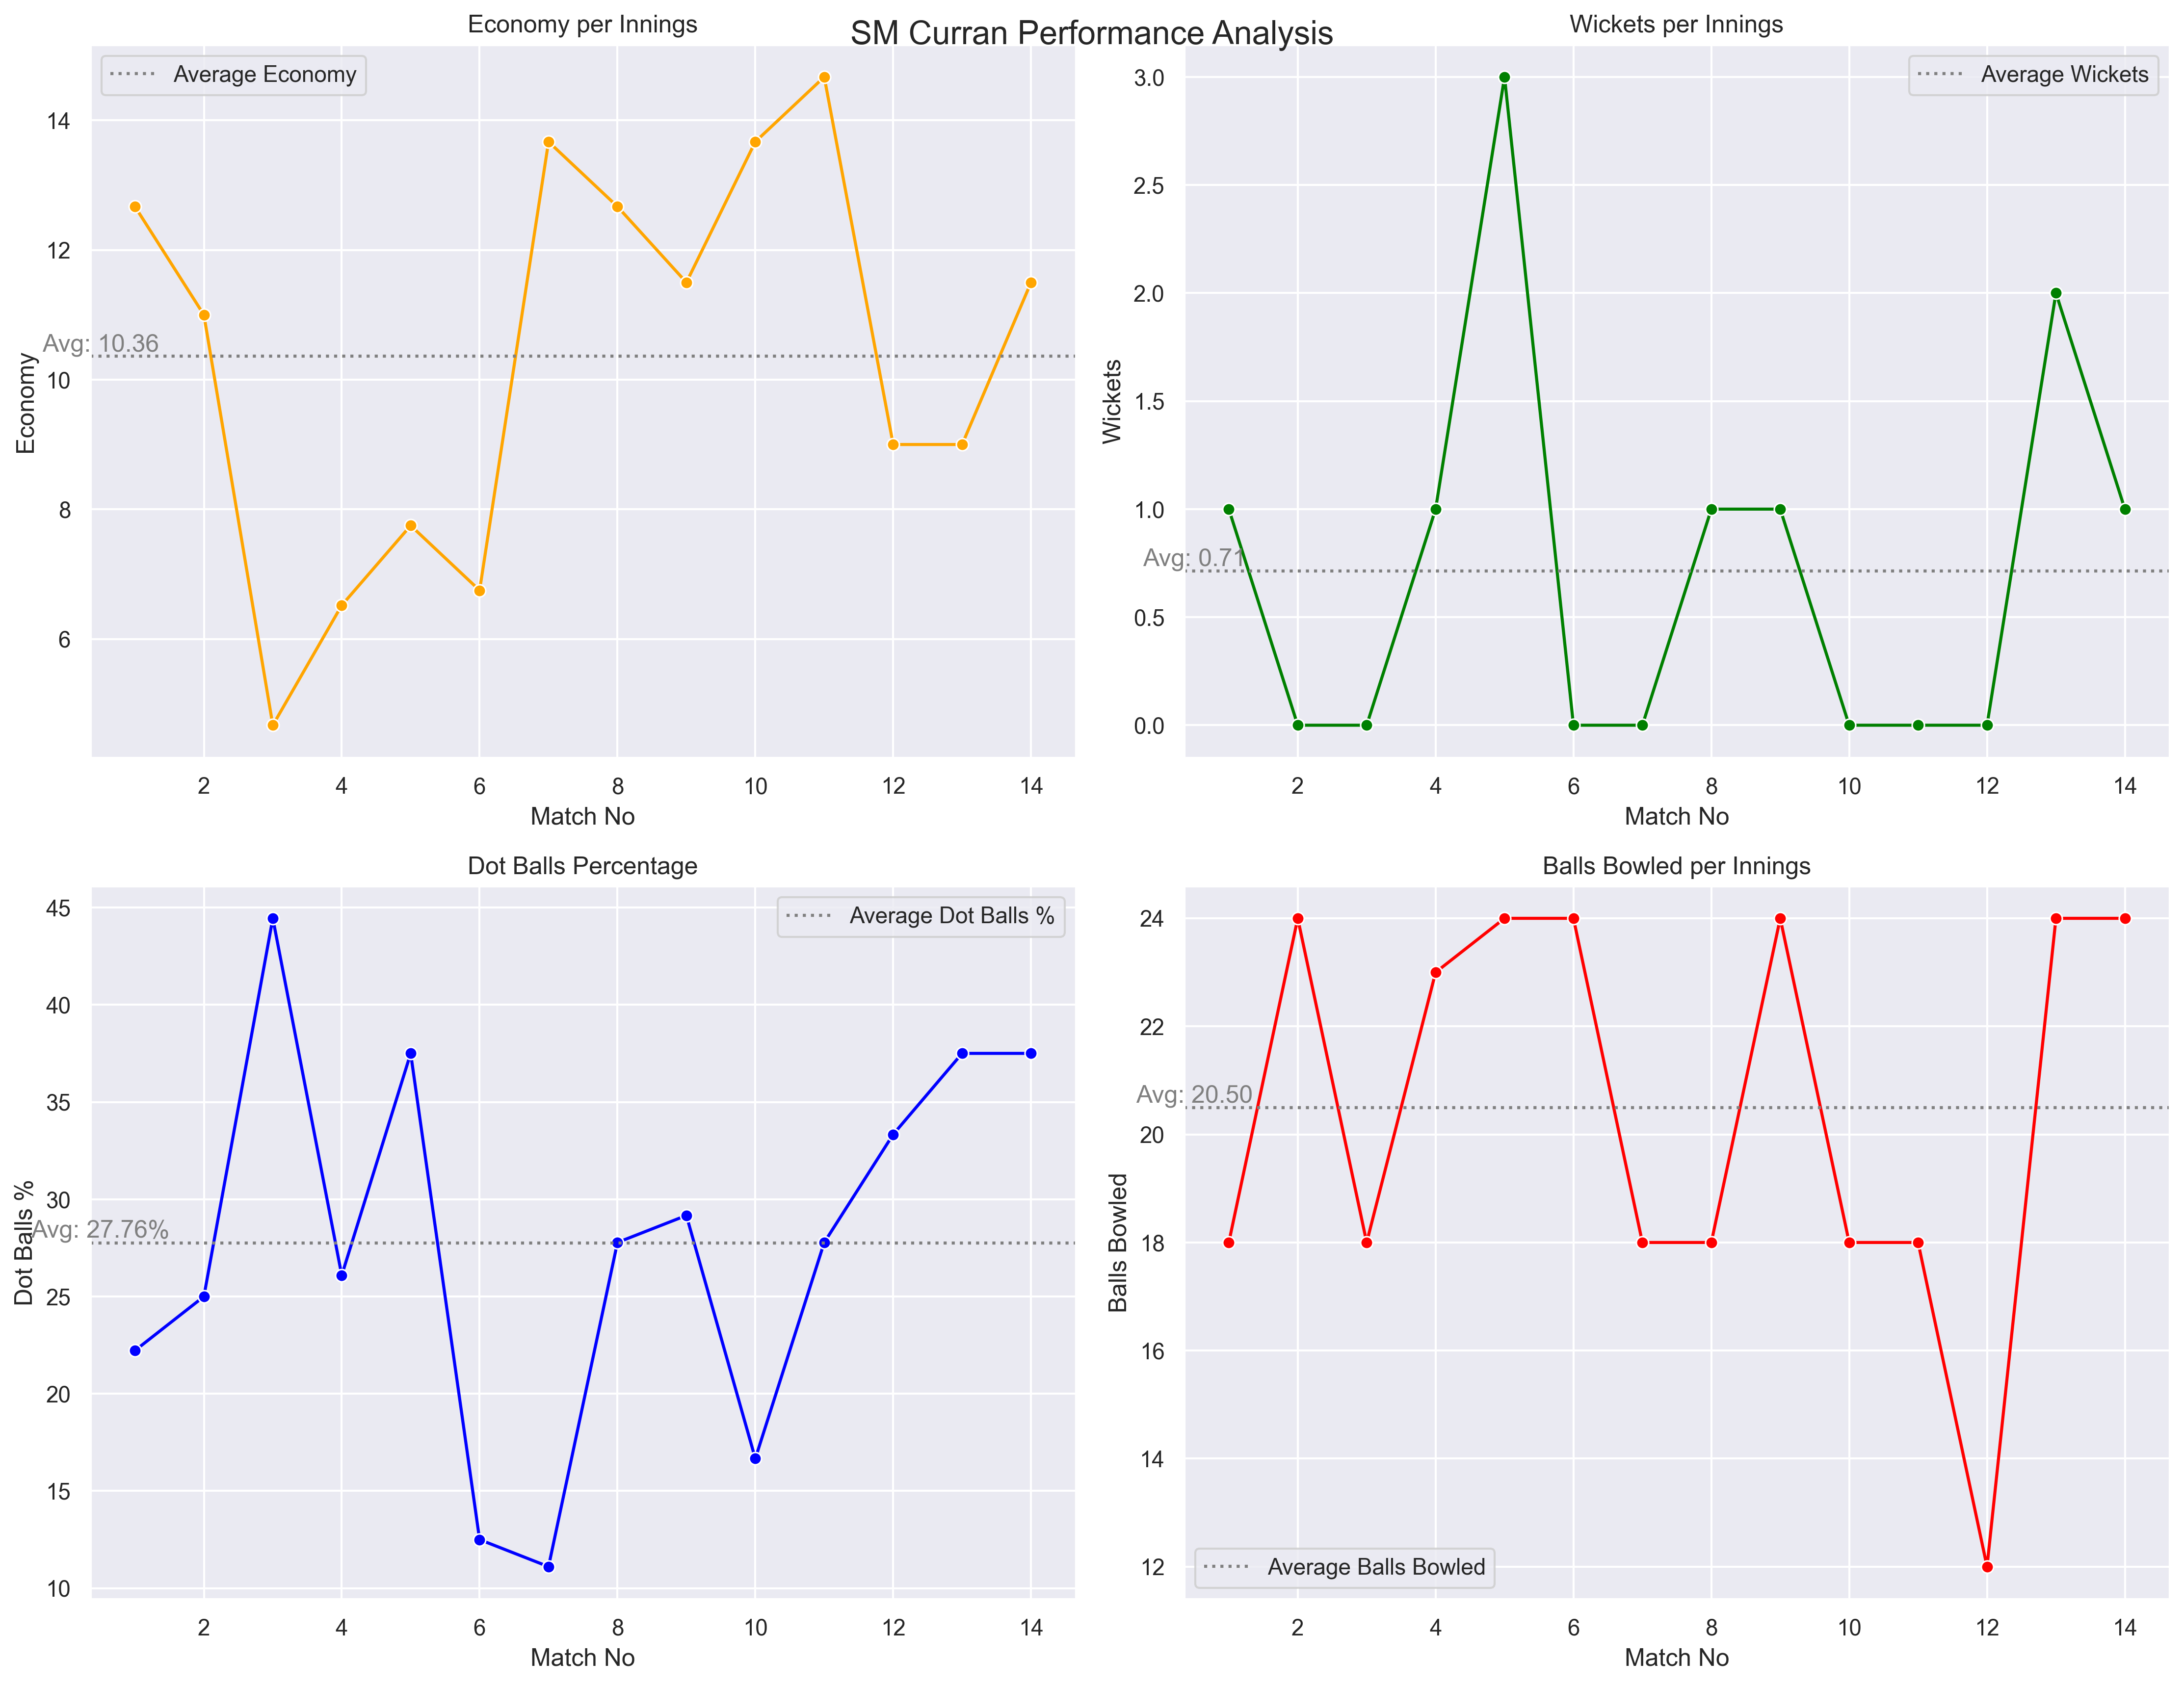 SM Curran Performance Analysis
Economy per Innings
Average Economy
14
12
10
8
6
Avg: 10.36
Economy
2 4 6 8 10 12 14
Match No
Wickets per Innings
Average Wickets
3.0
2.5
2.0
1.5
1.0
0.5
0.0
Avg: 0.71
Wickets
2 4 6 8 10 12 14
Match No
Dot Balls Percentage
Average Dot Balls %
45
40
35
30
25
20
15
10
Avg: 27.76%
Dot Balls %
2 4 6 8 10 12 14
Match No
Balls Bowled per Innings
24
22
20
18
16
14
12
Avg: 20.50
Balls Bowled
Average Balls Bowled
2 4 6 8 10 12 14
Match No